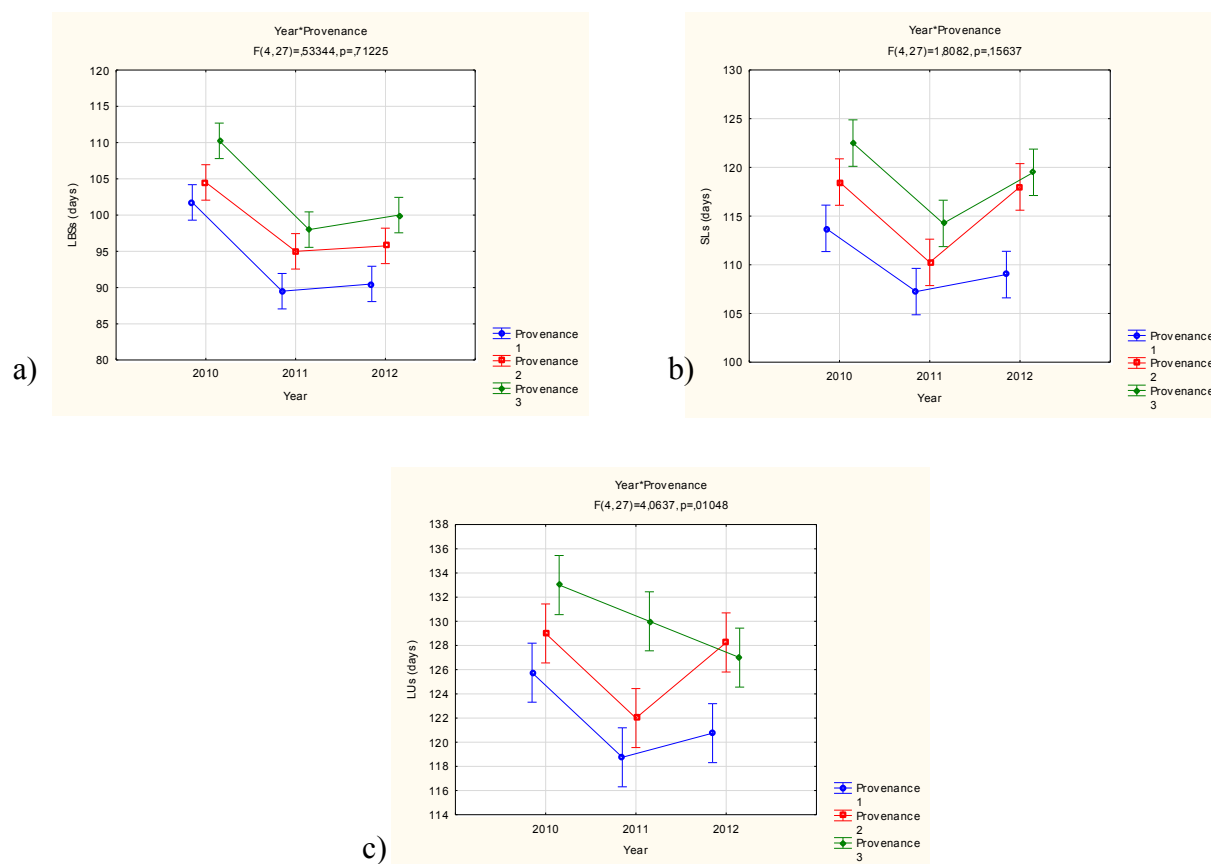 Year*Provenance
F(4,27)=,53344, p=,71225
120
115
110
105
100
95
90
85
80
LBSs (days)
2010
2011
2012
Year
Provenance
1
Provenance
2
Provenance
3
a)
Year*Provenance
F(4,27)=1,8082, p=,15637
130
125
120
115
110
105
100
SLs (days)
2010
2011
2012
Year
Provenance
1
Provenance
2
Provenance
3
b)
Year*Provenance
F(4,27)=4,0637, p=,01048
138
136
134
132
130
128
126
124
122
120
118
116
114
LUs (days)
2010
2011
2012
Year
Provenance
1
Provenance
2
Provenance
3
c)